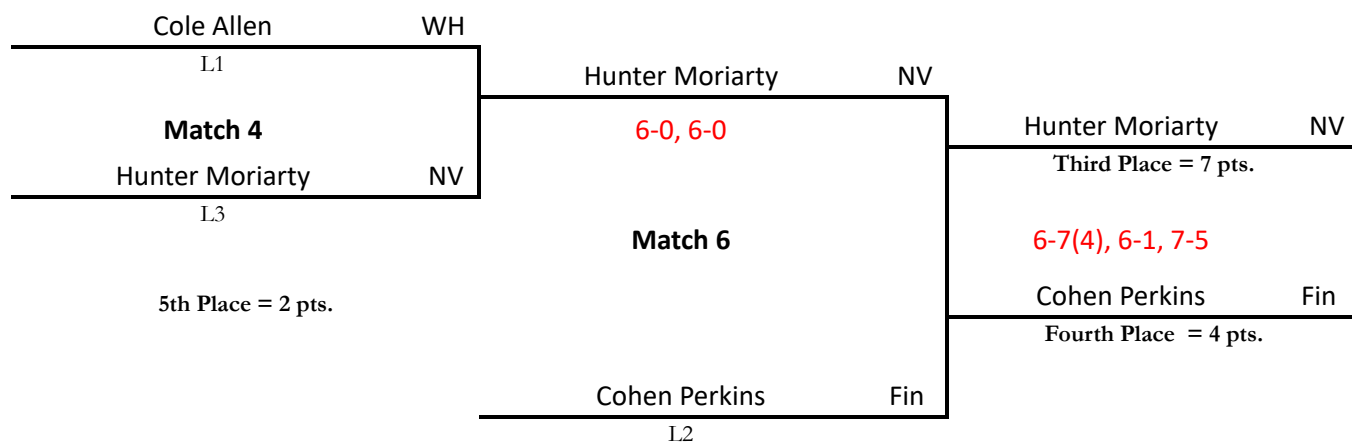 Cole Allen WH
L1
Hunter Moriarty NV
Match 4
6-0, 6-0
Hunter Moriarty NV
Third Place = 7 pts.
Hunter Moriarty NV
L3
Match 6
6-7(4), 6-1, 7-5
5th Place = 2 pts.
Cohen Perkins Fin
Fourth Place = 4 pts.
Cohen Perkins Fin
L2